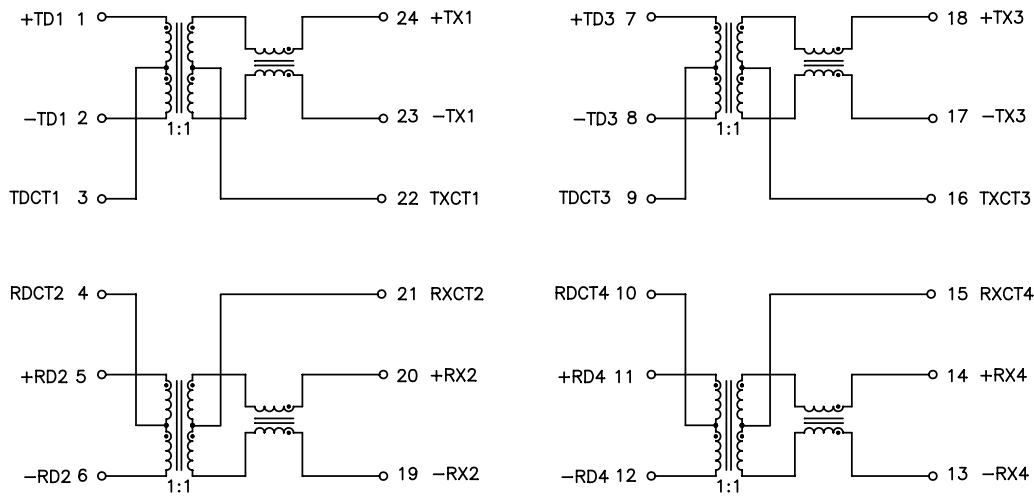 +TD1 1 24 +TX1
−TD1 2 1:1 23 −TX1
TDCT1 3 22 TXCT1
RDCT2 4 21 RXCT2
+RD2 5 20 +RX2
−RD2 6 1:1 19 −RX2
+TD3 7 18 +TX3
−TD3 8 1:1 17 −TX3
TDCT3 9 16 TXCT3
RDCT4 10 15 RXCT4
+RD4 11 14 +RX4
−RD4 12 1:1 13 −RX4